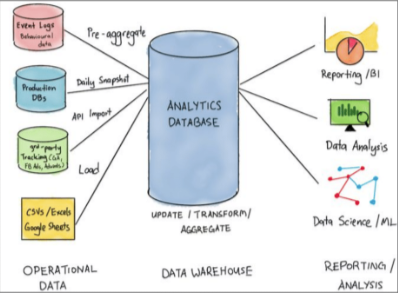 Event Logs
Behavioural
data
Pre-aggregate
Production
DBs
Daily Snapshot
API Import
3rd-party
Tracking (GA,
FB Ads,
Load
CSVs / Excels
Google Sheets
ANALYTICS
DATABASE
UPDATE / TRANSFORM /
AGGREGATE
Reporting / BI
Data Analysis
Data Science / ML
OPERATIONAL
DATA
DATA WAREHOUSE
REPORTING /
ANALYSIS